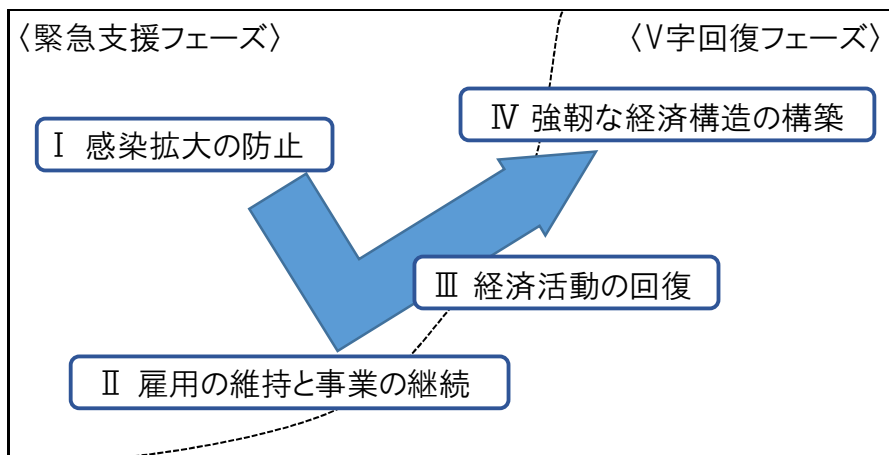 〈緊急支援フェーズ〉
〈V字回復フェーズ〉
Ⅳ 強靭な経済構造の構築
Ⅰ 感染拡大の防止
Ⅲ 経済活動の回復
Ⅱ 雇用の維持と事業の継続